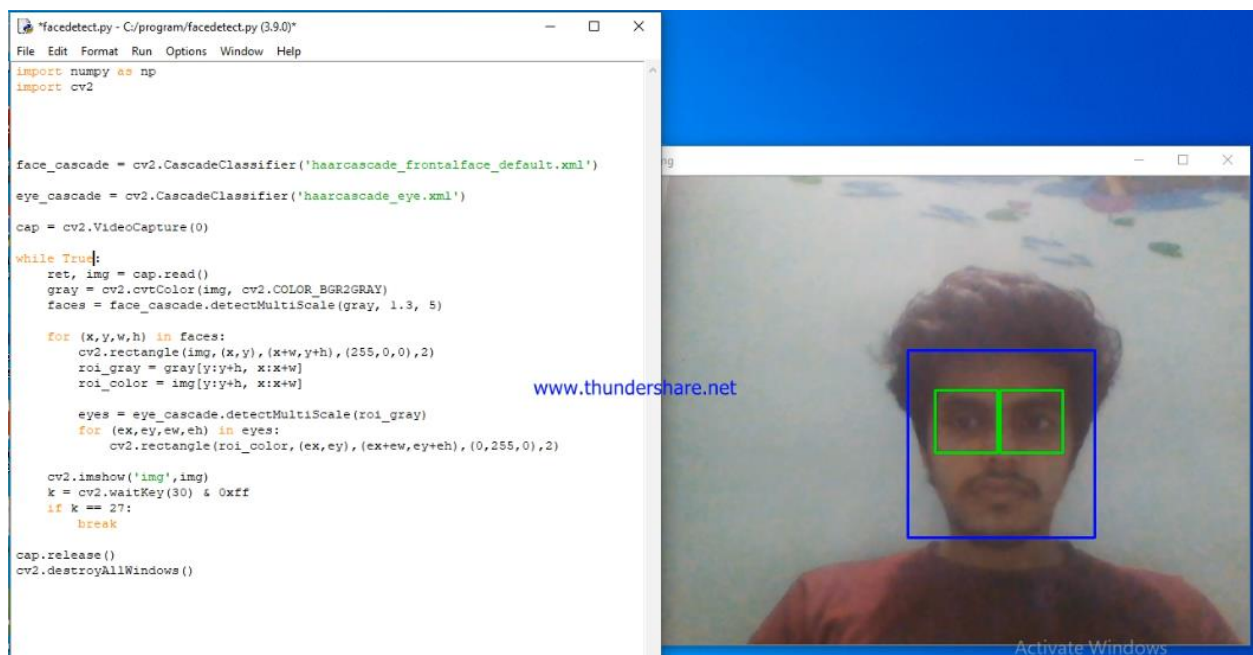 *facedetect.py - C:/program/facedetect.py (3.9.0)*
File Edit Format Run Options Window Help
import numpy as np
import cv2
face_cascade = cv2.CascadeClassifier('haarcascade_frontalface_default.xml')
eye_cascade = cv2.CascadeClassifier('haarcascade_eye.xml')
cap = cv2.VideoCapture(0)
while True:
    ret, img = cap.read()
    gray = cv2.cvtColor(img, cv2.COLOR_BGR2GRAY)
    faces = face_cascade.detectMultiScale(gray, 1.3, 5)
    for (x,y,w,h) in faces:
        cv2.rectangle(img,(x,y),(x+w,y+h),(255,0,0),2)
        roi_gray = gray[y:y+h, x:x+w]
        roi_color = img[y:y+h, x:x+w]
        eyes = eye_cascade.detectMultiScale(roi_gray)
        for (ex,ey,ew,eh) in eyes:
            cv2.rectangle(roi_color,(ex,ey),(ex+ew,ey+eh),(0,255,0),2)
    cv2.imshow('img',img)
    k = cv2.waitKey(30) & 0xff
    if k == 27:
        break
cap.release()
cv2.destroyAllWindows()
ng
www.thundershare.net
Activate Windows